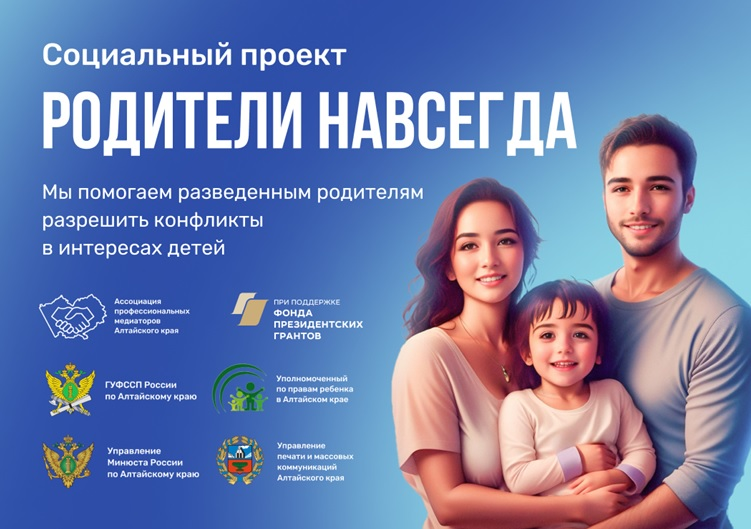 Социальный проект
РОДИТЕЛИ НАВСЕГДА
Мы помогаем разведенным родителям
разрешить конфликты
в интересах детей
Ассоциация
профессиональных
медиаторов
Алтайского края
ПРИ ПОДДЕРЖКЕ
ФОНДА
ПРЕЗИДЕНТСКИХ
ГРАНТОВ
ГУФССП России
по Алтайскому краю
Уполномоченный
по правам ребенка
в Алтайском крае
Управление
Минюста России
по Алтайскому краю
Управление
печати и массовых
коммуникаций
Алтайского края